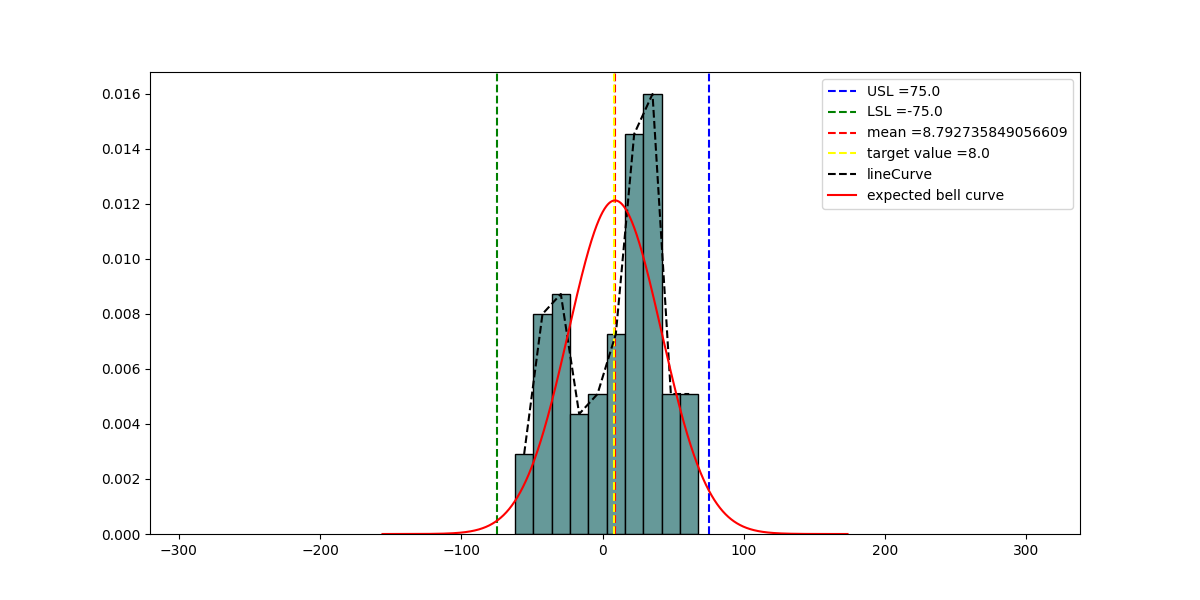 0.016
0.014
0.012
0.010
0.008
0.006
0.004
0.002
0.000
−300
−200
−100
0
100
200
300
USL =75.0
LSL =-75.0
mean =8.792735849056609
target value =8.0
lineCurve
expected bell curve